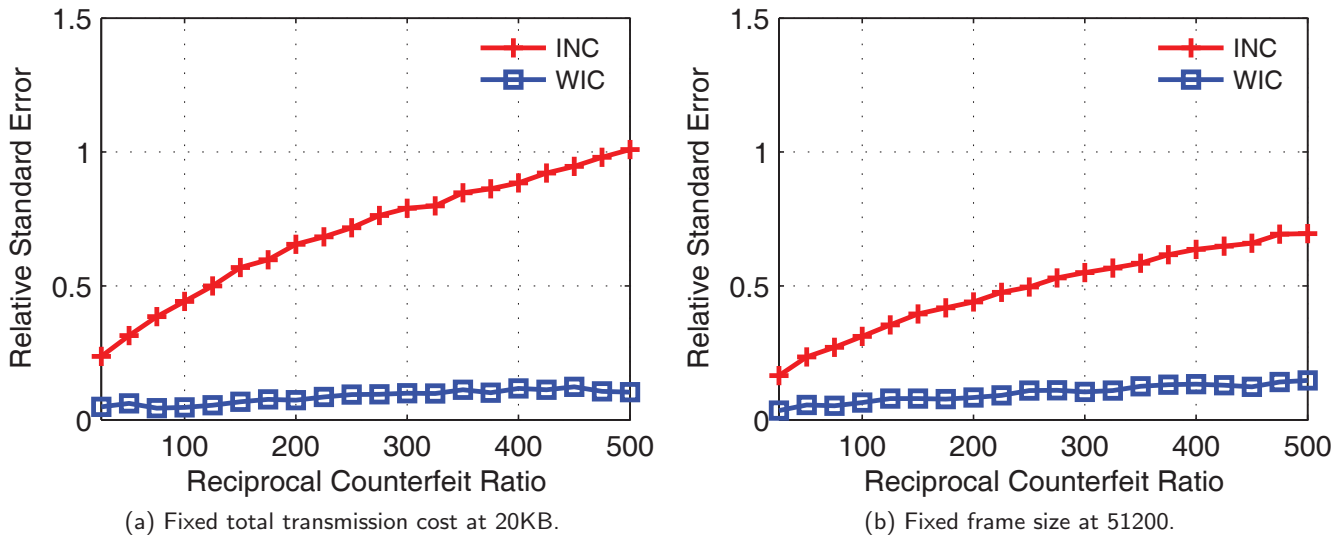 1.5
1
0.5
0
Relative Standard Error
INC
WIC
100 200 300 400 500
Reciprocal Counterfeit Ratio
(a) Fixed total transmission cost at 20KB.
1.5
1
0.5
0
Relative Standard Error
INC
WIC
100 200 300 400 500
Reciprocal Counterfeit Ratio
(b) Fixed frame size at 51200.